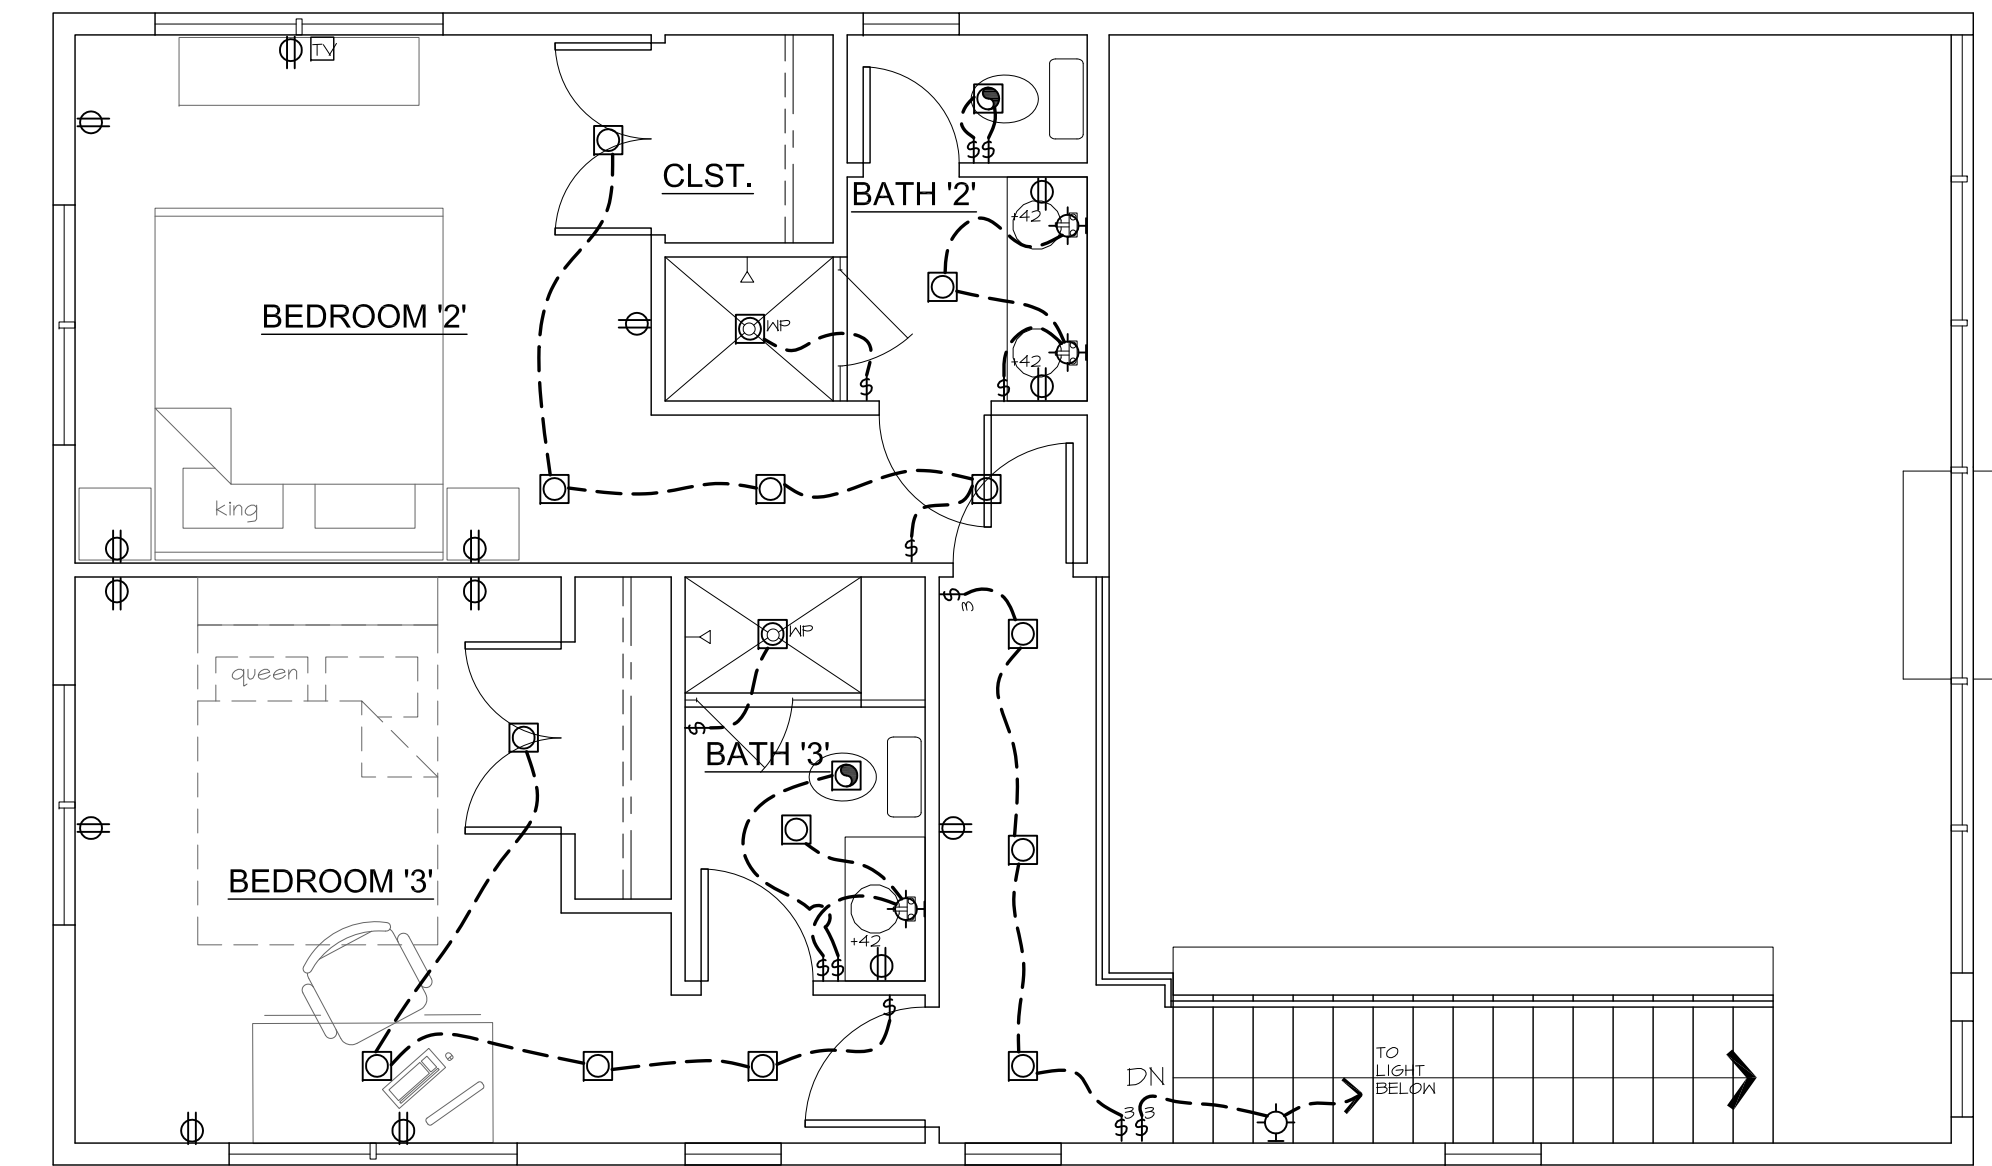 TV
CLST.
BATH '2'
$$
+42
BEDROOM '2'
WP
+42
$
$
king
$
$
3
queen
WP
$
BATH '3'
BEDROOM '3'
+42
$$
$
TO
LIGHT
BELOW
DN
3 3
$ $